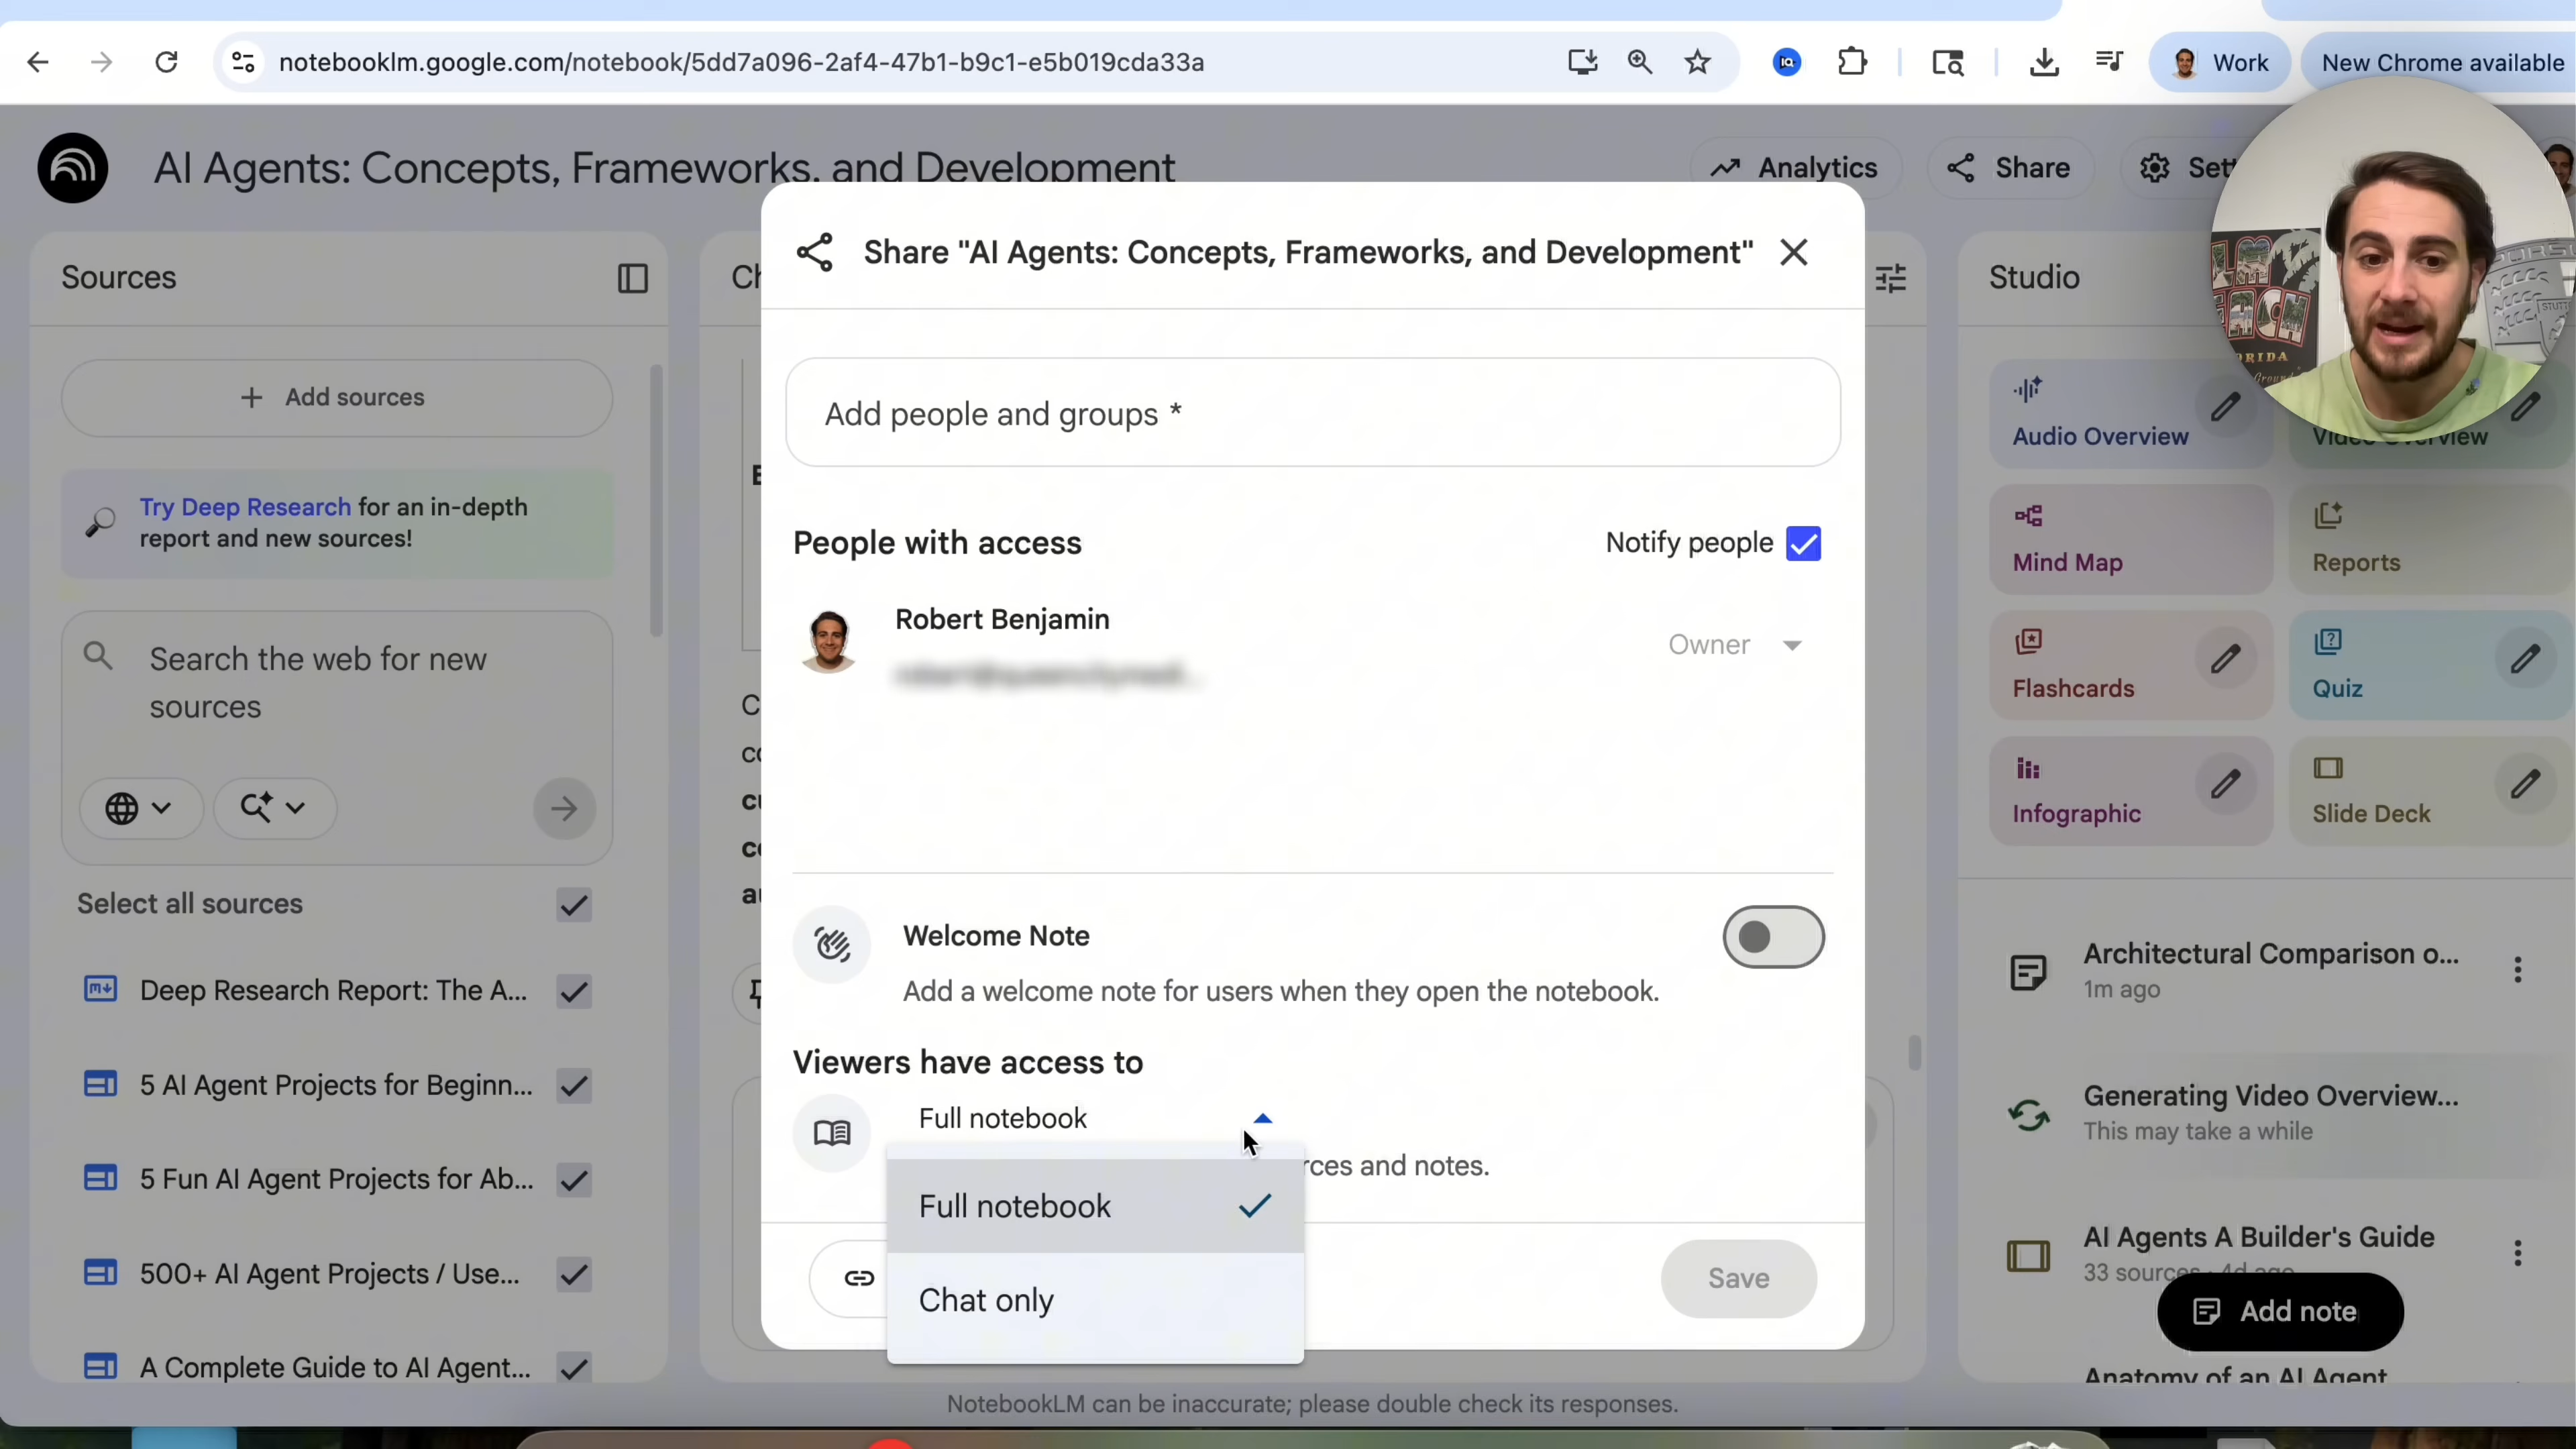 notebooklm.google.com/notebook/5dd7a096-2af4-47b1-b9c1-e5b019cda33a
Work
New Chrome available
AI Agents: Concepts, Frameworks, and Development
Analytics
Share
Sources
Add sources
Try Deep Research for an in-depth
report and new sources!
Search the web for new
sources
Select all sources
Deep Research Report: The A...
5 AI Agent Projects for Beginn...
5 Fun AI Agent Projects for Ab...
500+ AI Agent Projects / Use...
A Complete Guide to AI Agent...
Share "AI Agents: Concepts, Frameworks, and Development"
Add people and groups *
People with access
Notify people
Robert Benjamin
Owner
Welcome Note
Add a welcome note for users when they open the notebook.
Viewers have access to
Full notebook
and notes.
Full notebook
Chat only
Save
Studio
Audio Overview
Video Overview
Mind Map
Reports
Flashcards
Quiz
Infographic
Slide Deck
Architectural Comparison o...
1m ago
Generating Video Overview...
This may take a while
AI Agents A Builder's Guide
33 sources · 4d ago
Add note
Anatomy of an AI Agent
NotebookLM can be inaccurate; please double check its responses.